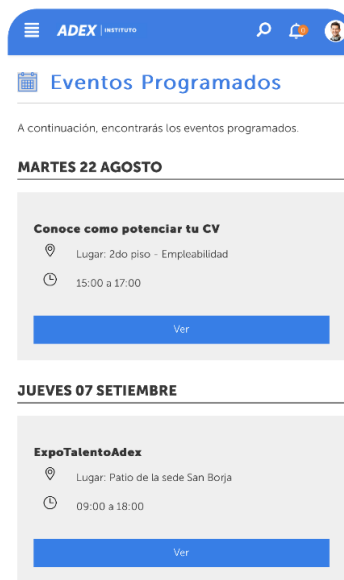 ADEX | INSTITUTO
Eventos Programados
A continuación, encontrarás los eventos programados.
MARTES 22 AGOSTO
Conoce como potenciar tu CV
Lugar: 2do piso - Empleabilidad
15:00 a 17:00
Ver
JUEVES 07 SETIEMBRE
ExpoTalentoAdex
Lugar: Patio de la sede San Borja
09:00 a 18:00
Ver